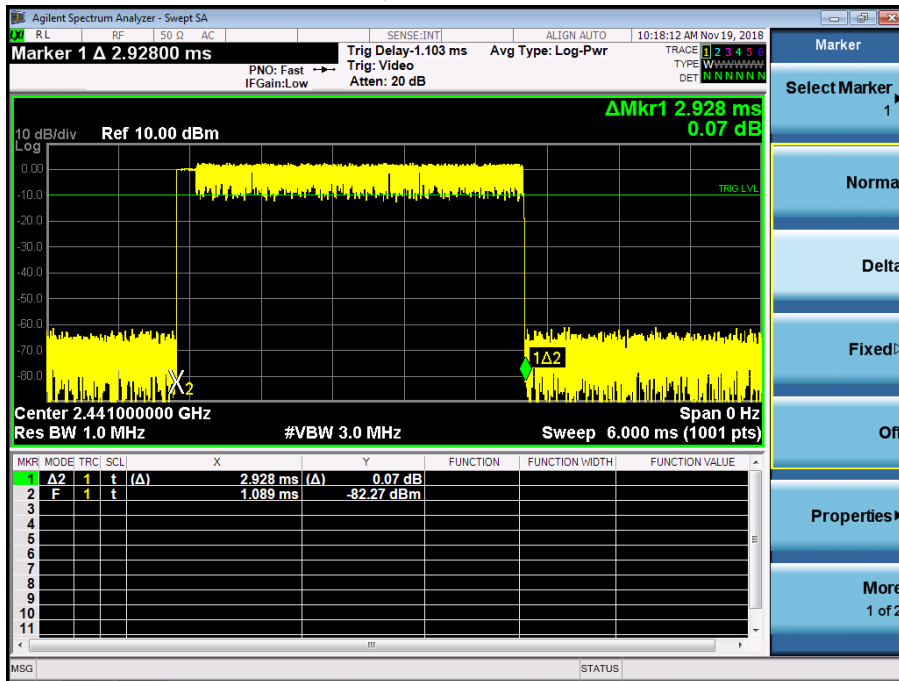 Agilent Spectrum Analyzer - Swept SA
LXI RL RF 50 Ω AC SENSE:INT ALIGN AUTO 10:18:12 AM Nov 19, 2018
Marker 1 Δ 2.92800 ms
PNO: Fast
IFGain:Low
Trig Delay-1.103 ms
Trig: Video
Atten: 20 dB
Avg Type: Log-Pwr
TRACE 1 2 3 4 5 6
TYPE WWWWWW
DET N N N N N N
ΔMkr1 2.928 ms
0.07 dB
10 dB/div Ref 10.00 dBm
Log
0.00
-10.0
TRIG LVL
-20.0
-30.0
-40.0
-50.0
-60.0
-70.0
-80.0
1Δ2
X2
Center 2.441000000 GHz Span 0 Hz
Res BW 1.0 MHz #VBW 3.0 MHz Sweep 6.000 ms (1001 pts)
MKR MODE TRC SCL X Y FUNCTION FUNCTION WIDTH FUNCTION VALUE
1 Δ2 1 t (Δ) 2.928 ms (Δ) 0.07 dB
2 F 1 t 1.089 ms -82.27 dBm
3
4
5
6
7
8
9
10
11
MSG STATUS
Marker
Select Marker
1
Norma
Delta
Fixed
Of
Properties
More
1 of 2